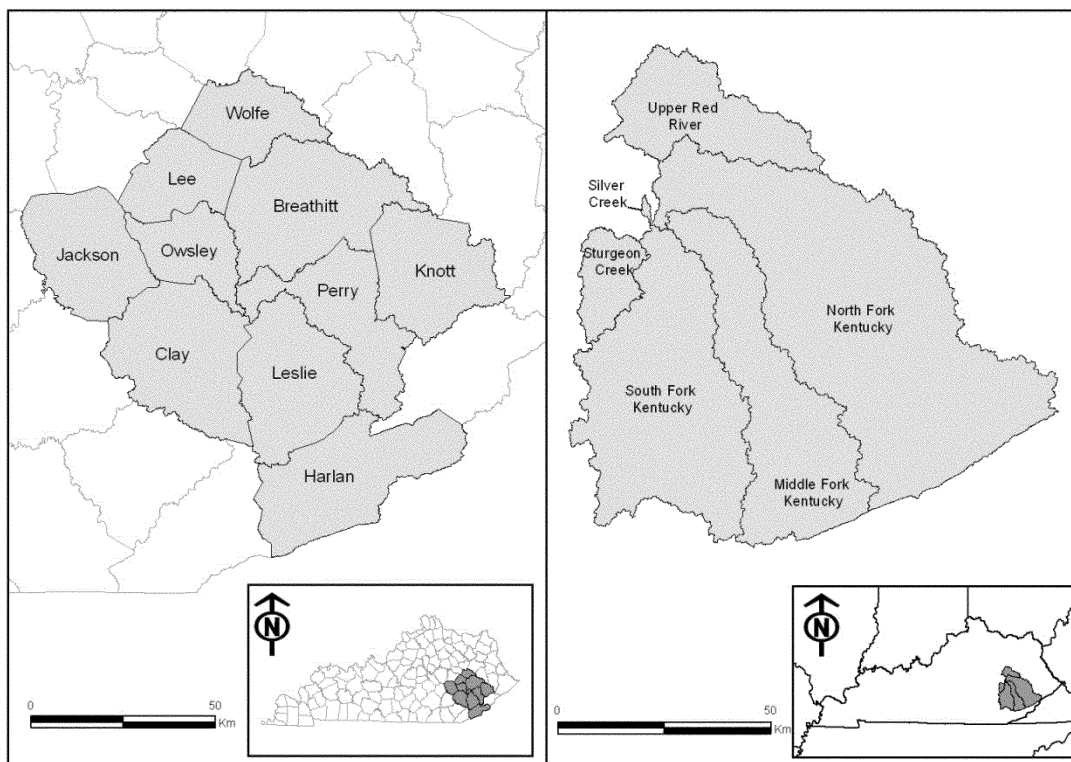 Wolfe
Lee
Breathitt
Jackson
Owsley
Knott
Perry
Clay
Leslie
Harlan
N
0
50
Km
Upper Red
River
Silver
Creek
Sturgeon
Creek
North Fork
Kentucky
South Fork
Kentucky
Middle Fork
Kentucky
N
0
50
Km